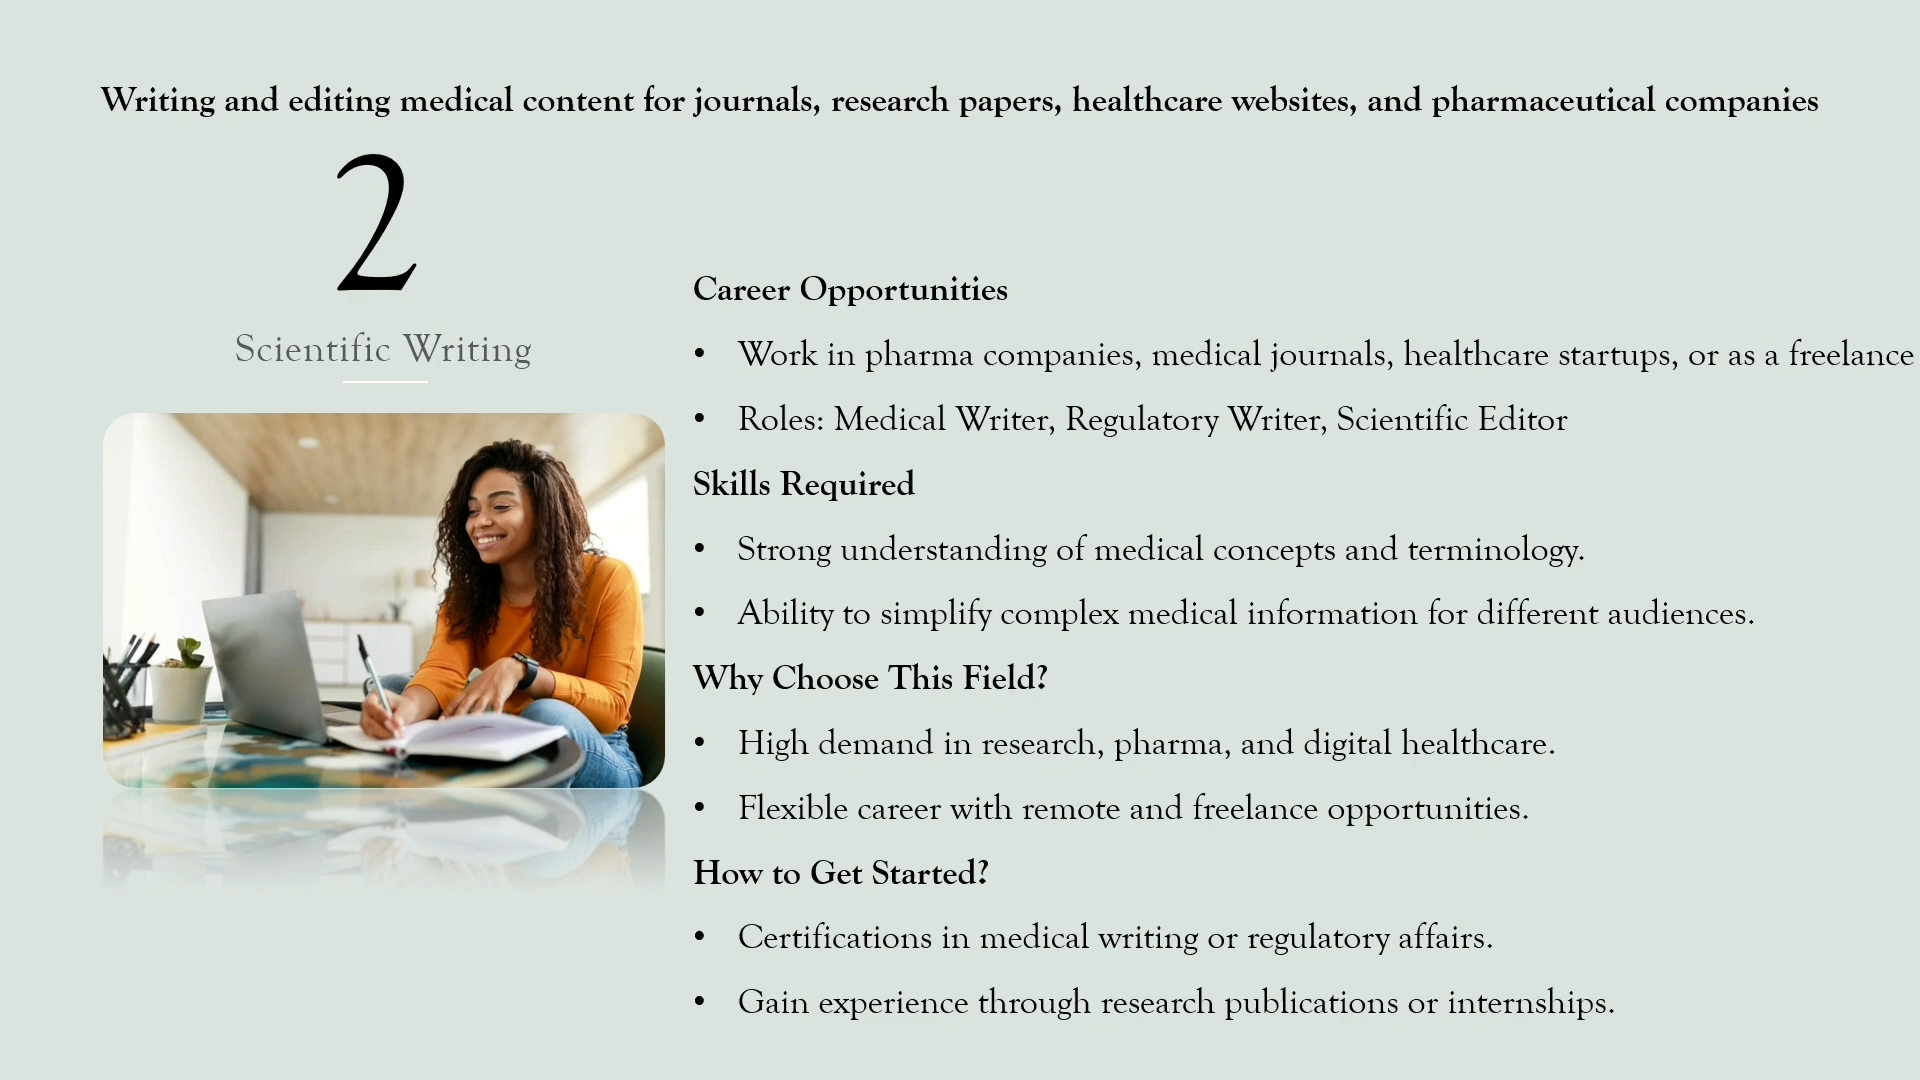 Writing and editing medical content for journals, research papers, healthcare websites, and pharmaceutical companies
2
Scientific Writing
Career Opportunities
• Work in pharma companies, medical journals, healthcare startups, or as a freelance
• Roles: Medical Writer, Regulatory Writer, Scientific Editor
Skills Required
• Strong understanding of medical concepts and terminology.
• Ability to simplify complex medical information for different audiences.
Why Choose This Field?
• High demand in research, pharma, and digital healthcare.
• Flexible career with remote and freelance opportunities.
How to Get Started?
• Certifications in medical writing or regulatory affairs.
• Gain experience through research publications or internships.